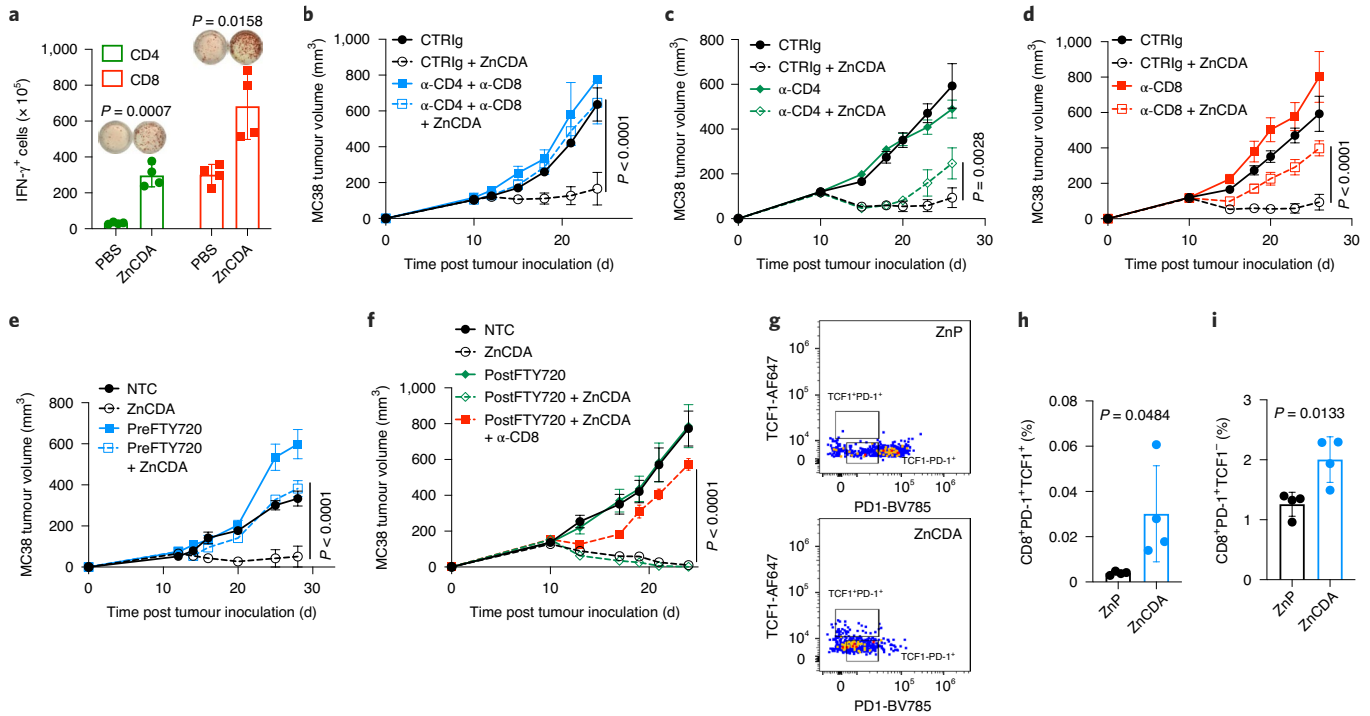 a
P = 0.0158
1,000
CD4
CD8
800
P = 0.0007
600
400
200
0
IFN-γ⁺ cells (× 10⁵)
PBS
ZnCDA
PBS
ZnCDA
b
1,000
800
600
400
200
0
MC38 tumour volume (mm³)
CTRIg
CTRIg + ZnCDA
α-CD4 + α-CD8
α-CD4 + α-CD8
+ ZnCDA
P < 0.0001
0 10 20
Time post tumour inoculation (d)
c
800
600
400
200
0
MC38 tumour volume (mm³)
CTRIg
CTRIg + ZnCDA
α-CD4
α-CD4 + ZnCDA
P = 0.0028
0 10 20 30
Time post tumour inoculation (d)
d
1,000
800
600
400
200
0
MC38 tumour volume (mm³)
CTRIg
CTRIg + ZnCDA
α-CD8
α-CD8 + ZnCDA
P < 0.0001
0 10 20 30
Time post tumour inoculation (d)
e
NTC
ZnCDA
PreFTY720
PreFTY720
+ ZnCDA
800
600
400
200
0
MC38 tumour volume (mm³)
P < 0.0001
0 10 20 30
Time post tumour inoculation (d)
f
NTC
ZnCDA
PostFTY720
PostFTY720 + ZnCDA
PostFTY720 + ZnCDA
+ α-CD8
1,000
800
600
400
200
0
MC38 tumour volume (mm³)
P < 0.0001
0 10 20
Time post tumour inoculation (d)
g
ZnP
10⁶
10⁵
10⁴
0
TCF1-AF647
TCF1⁺PD-1⁺
TCF1-PD-1⁺
0 10⁵ 10⁶
PD1-BV785
ZnCDA
10⁶
10⁵
10⁴
0
TCF1-AF647
TCF1⁺PD-1⁺
TCF1-PD-1⁺
0 10⁵ 10⁶
PD1-BV785
h
0.08
P = 0.0484
0.06
0.04
0.02
0
CD8⁺PD-1⁺TCF1⁺ (%)
ZnP
ZnCDA
i
3
P = 0.0133
2
1
0
CD8⁺PD-1⁺TCF1⁻ (%)
ZnP
ZnCDA